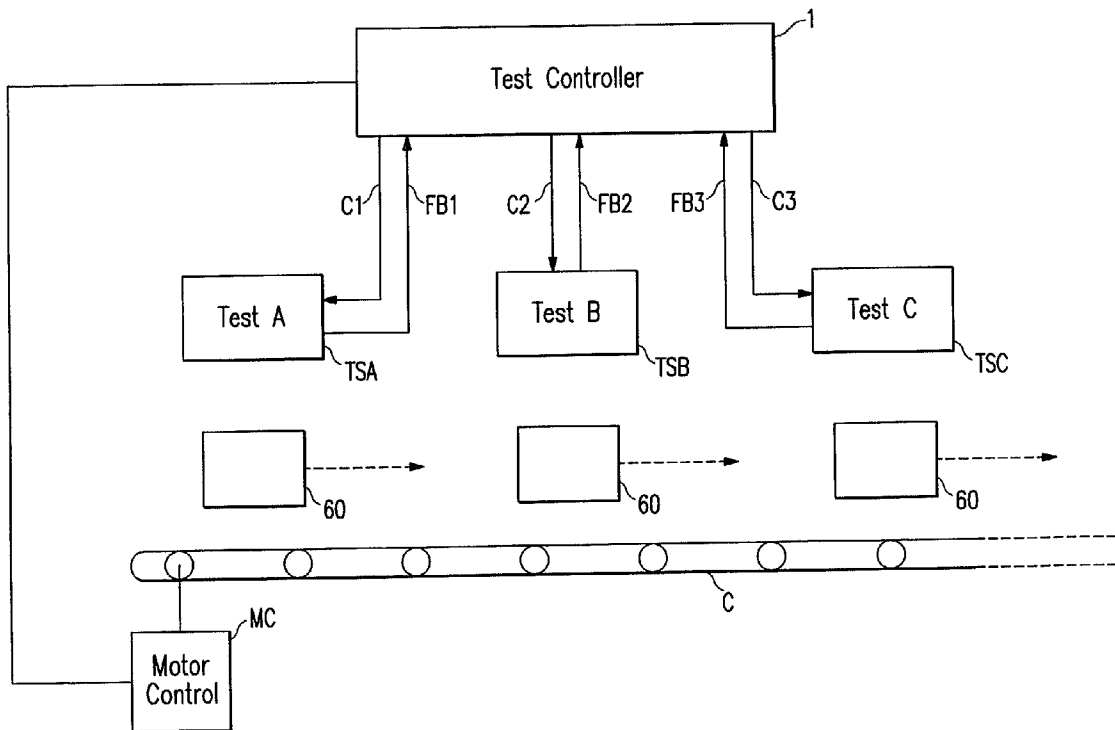 1
Test Controller
C1
FB1
C2
FB2
FB3
C3
Test A
Test B
Test C
TSA
TSB
TSC
60
60
60
C
MC
Motor
Control